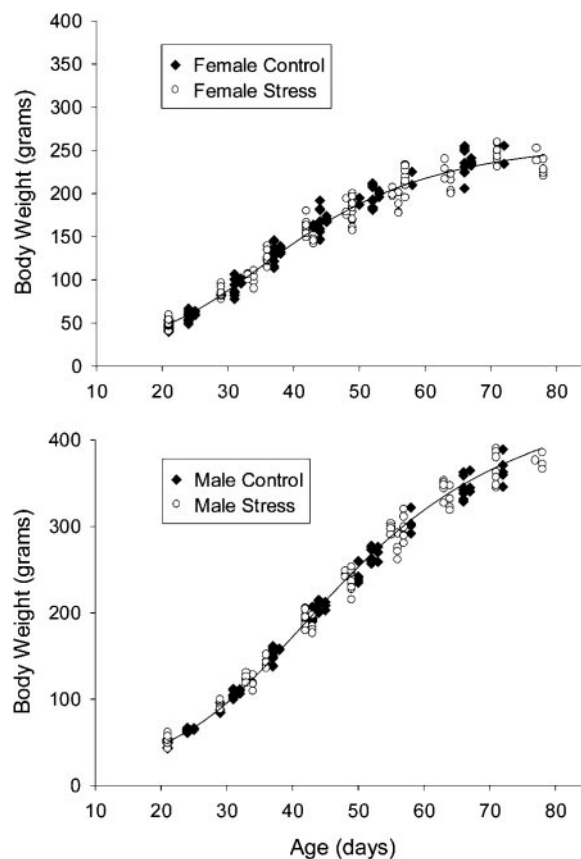 400
Female Control
350
Female Stress
300
250
200
150
100
50
0
Body Weight (grams)
10 20 30 40 50 60 70 80
400
Male Control
Male Stress
300
200
100
0
Body Weight (grams)
10 20 30 40 50 60 70 80
Age (days)